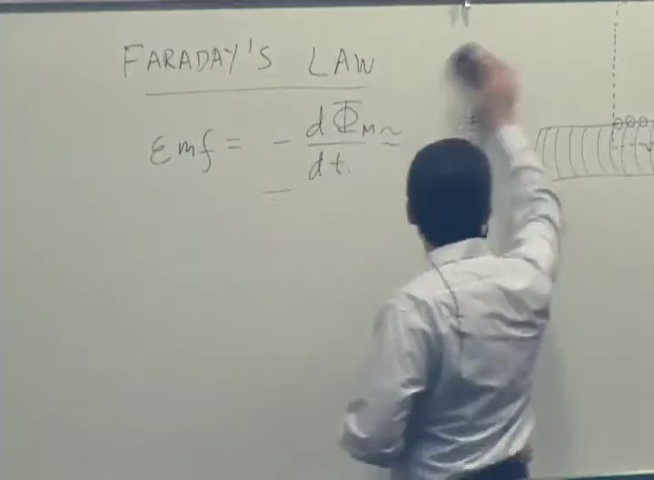 FARADAY'S LAW
εmf = - dΦM/dt